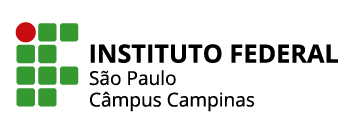 INSTITUTO FEDERAL
São Paulo
Câmpus Campinas